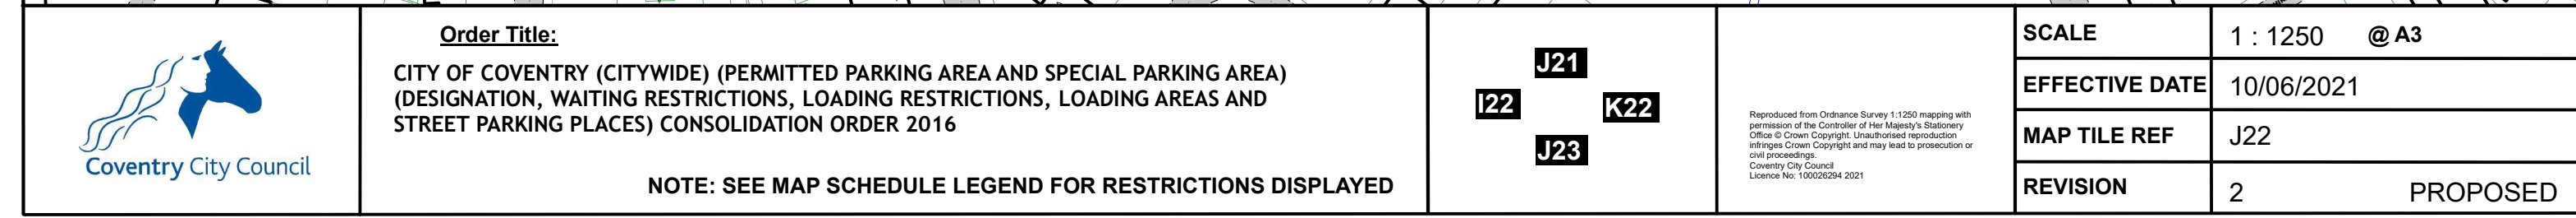 Coventry City Council
Order Title:
CITY OF COVENTRY (CITYWIDE) (PERMITTED PARKING AREA AND SPECIAL PARKING AREA)
(DESIGNATION, WAITING RESTRICTIONS, LOADING RESTRICTIONS, LOADING AREAS AND
STREET PARKING PLACES) CONSOLIDATION ORDER 2016
NOTE: SEE MAP SCHEDULE LEGEND FOR RESTRICTIONS DISPLAYED
J21
I22 K22
J23
Reproduced from Ordnance Survey 1:1250 mapping with
permission of the Controller of Her Majesty's Stationery
Office © Crown Copyright. Unauthorised reproduction
infringes Crown Copyright and may lead to prosecution or
civil proceedings.
Coventry City Council
Licence No: 100026294 2021
SCALE 1 : 1250 @ A3
EFFECTIVE DATE 10/06/2021
MAP TILE REF J22
REVISION 2 PROPOSED